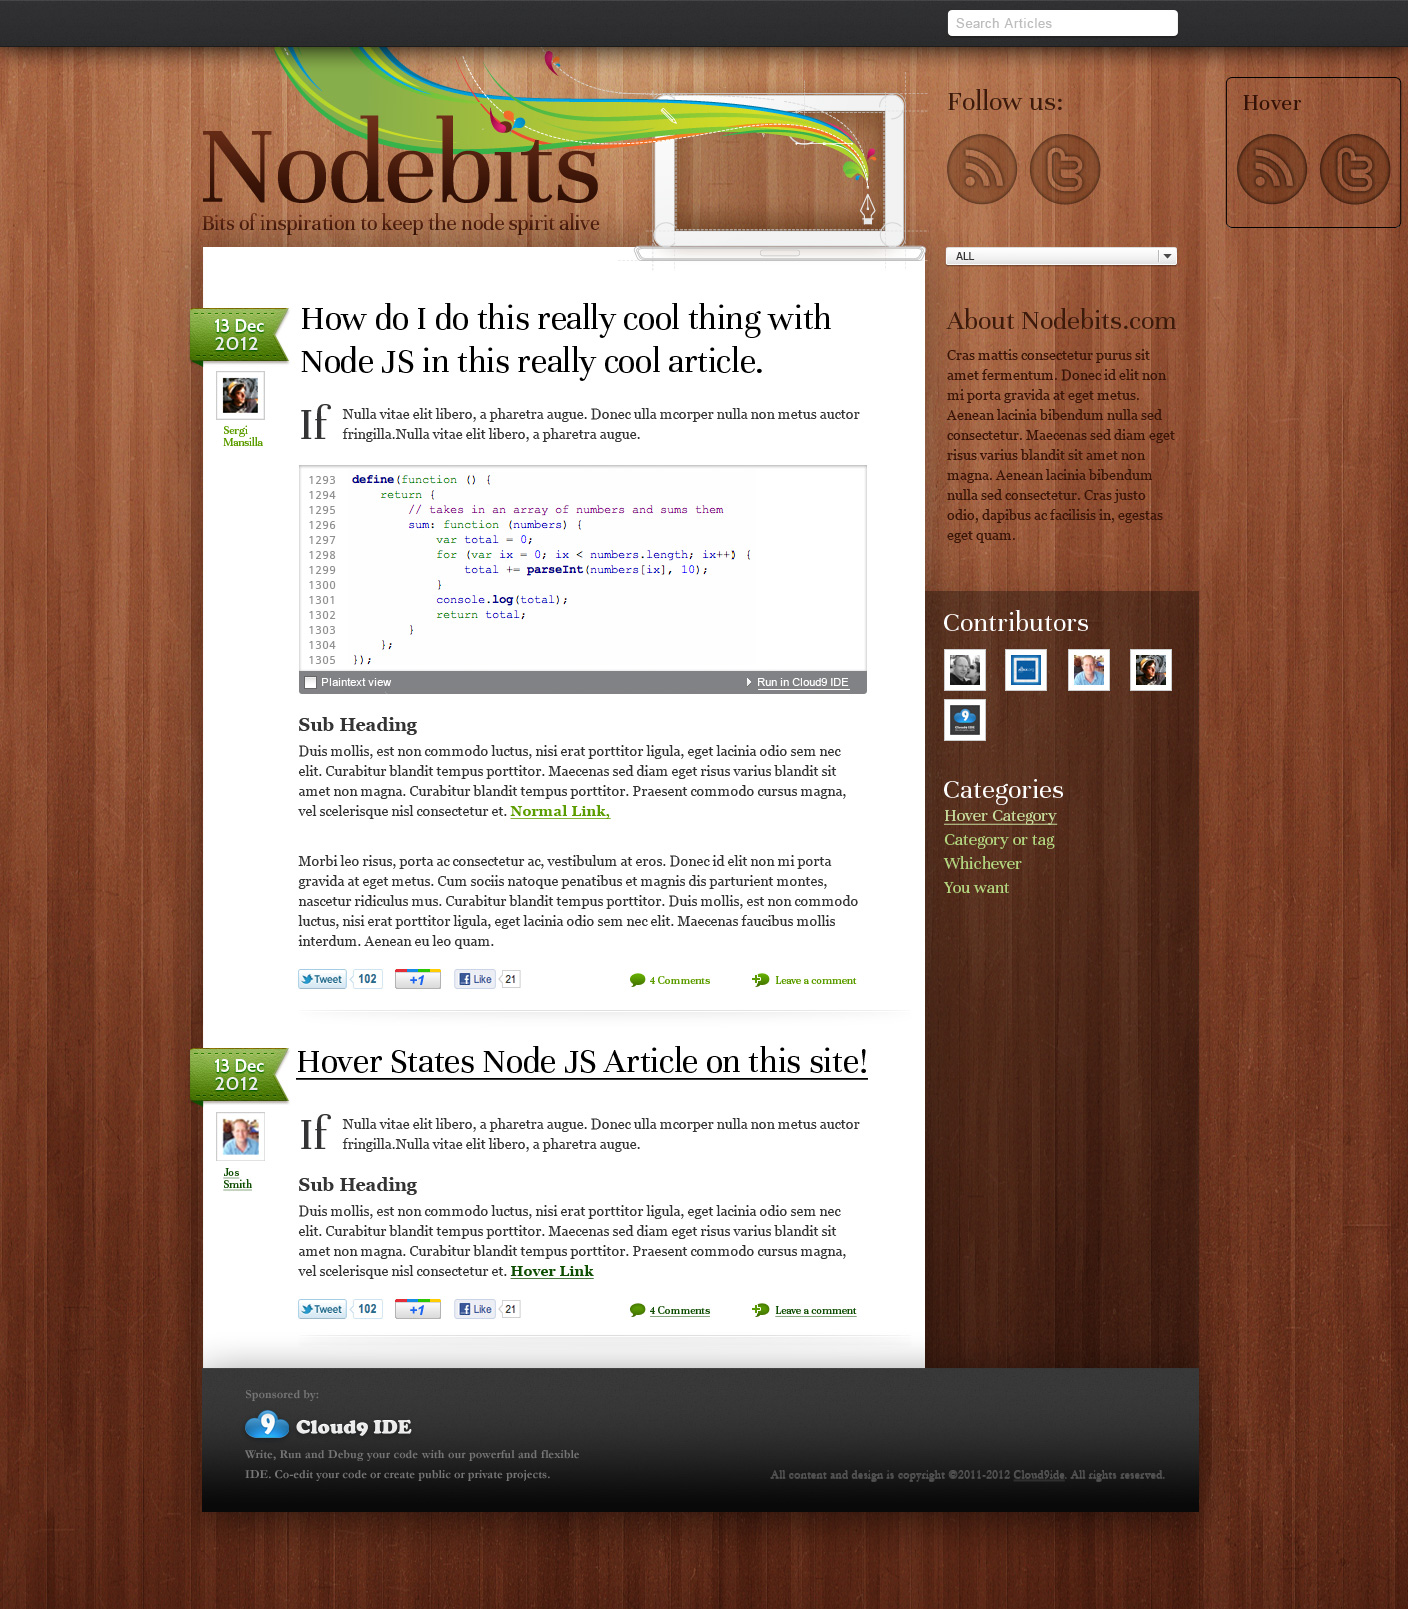 Search Articles
Nodebits
Bits of inspiration to keep the node spirit alive
Follow us:
Hover
ALL
13 Dec
2012
Sergi
Mansilla
How do I do this really cool thing with
Node JS in this really cool article.
If Nulla vitae elit libero, a pharetra augue. Donec ulla mcorper nulla non metus auctor
fringilla.Nulla vitae elit libero, a pharetra augue.
1293 define(function () {
1294 return {
1295 // takes in an array of numbers and sums them
1296 sum: function (numbers) {
1297 var total = 0;
1298 for (var ix = 0; ix < numbers.length; ix++) {
1299 total += parseInt(numbers[ix], 10);
1300 }
1301 console.log(total);
1302 return total;
1303 }
1304 };
1305 });
Plaintext view
Run in Cloud9 IDE
Sub Heading
Duis mollis, est non commodo luctus, nisi erat porttitor ligula, eget lacinia odio sem nec
elit. Curabitur blandit tempus porttitor. Maecenas sed diam eget risus varius blandit sit
amet non magna. Curabitur blandit tempus porttitor. Praesent commodo cursus magna,
vel scelerisque nisl consectetur et. Normal Link,
Morbi leo risus, porta ac consectetur ac, vestibulum at eros. Donec id elit non mi porta
gravida at eget metus. Cum sociis natoque penatibus et magnis dis parturient montes,
nascetur ridiculus mus. Curabitur blandit tempus porttitor. Duis mollis, est non commodo
luctus, nisi erat porttitor ligula, eget lacinia odio sem nec elit. Maecenas faucibus mollis
interdum. Aenean eu leo quam.
Tweet 102 +1 Like 21 4 Comments Leave a comment
13 Dec
2012
Jos
Smith
Hover States Node JS Article on this site!
If Nulla vitae elit libero, a pharetra augue. Donec ulla mcorper nulla non metus auctor
fringilla.Nulla vitae elit libero, a pharetra augue.
Sub Heading
Duis mollis, est non commodo luctus, nisi erat porttitor ligula, eget lacinia odio sem nec
elit. Curabitur blandit tempus porttitor. Maecenas sed diam eget risus varius blandit sit
amet non magna. Curabitur blandit tempus porttitor. Praesent commodo cursus magna,
vel scelerisque nisl consectetur et. Hover Link
Tweet 102 +1 Like 21 4 Comments Leave a comment
About Nodebits.com
Cras mattis consectetur purus sit
amet fermentum. Donec id elit non
mi porta gravida at eget metus.
Aenean lacinia bibendum nulla sed
consectetur. Maecenas sed diam eget
risus varius blandit sit amet non
magna. Aenean lacinia bibendum
nulla sed consectetur. Cras justo
odio, dapibus ac facilisis in, egestas
eget quam.
Contributors
9
Cloud9 IDE
Categories
Hover Category
Category or tag
Whichever
You want
Sponsored by:
9 Cloud9 IDE
Write, Run and Debug your code with our powerful and flexible
IDE. Co-edit your code or create public or private projects.
All content and design is copyright ©2011-2012 Cloud9ide. All rights reserved.